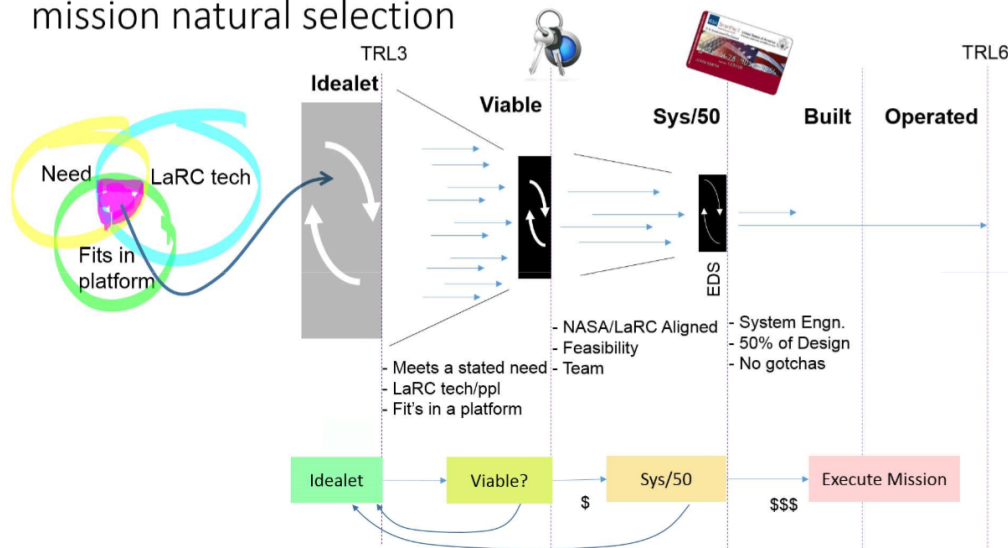 mission natural selection
TRL3
TRL6
Idealet
Viable
Sys/50
Built
Operated
Need
LaRC tech
Fits in
platform
EDS
- Meets a stated need
- LaRC tech/ppl
- Fit's in a platform
- NASA/LaRC Aligned
- Feasibility
- Team
- System Engn.
- 50% of Design
- No gotchas
Idealet
Viable?
$
Sys/50
$$$
Execute Mission